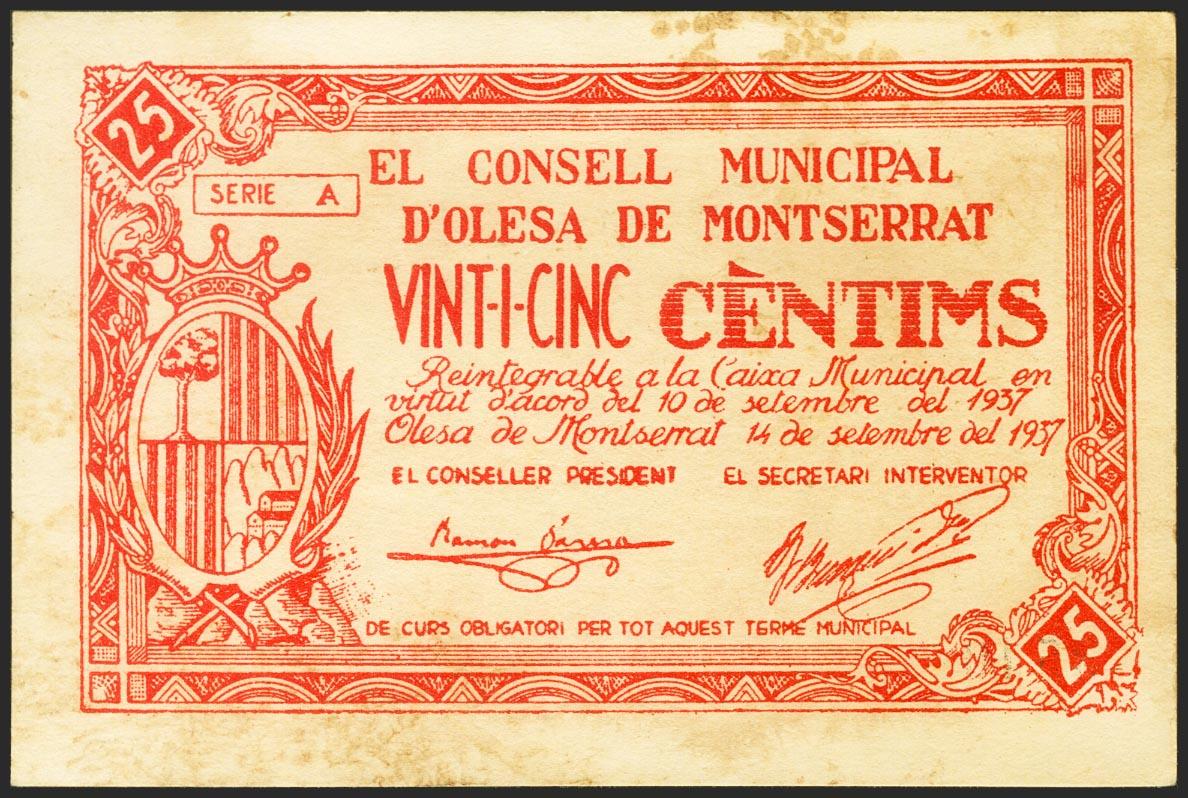 25
SERIE A
EL CONSELL MUNICIPAL
D'OLESA DE MONTSERRAT
VINT-I-CINC CÈNTIMS
Reintegrable a la Caixa Municipal en
virtut d'acord del 10 de setembre del 1937
Olesa de Montserrat 14 de setembre del 1937
EL CONSELLER PRESIDENT EL SECRETARI INTERVENTOR
Ramon
DE CURS OBLIGATORI PER TOT AQUEST TERME MUNICIPAL
25